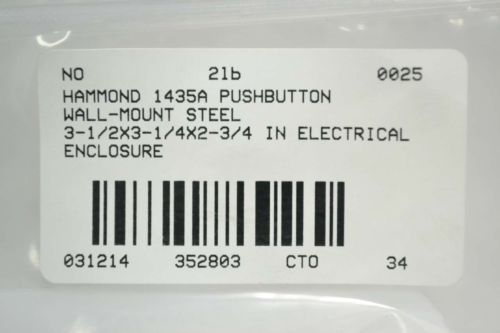 NO 2lb 0025
HAMMOND 1435A PUSHBUTTON
WALL-MOUNT STEEL
3-1/2X3-1/4X2-3/4 IN ELECTRICAL
ENCLOSURE
031214 352803 CTO 34